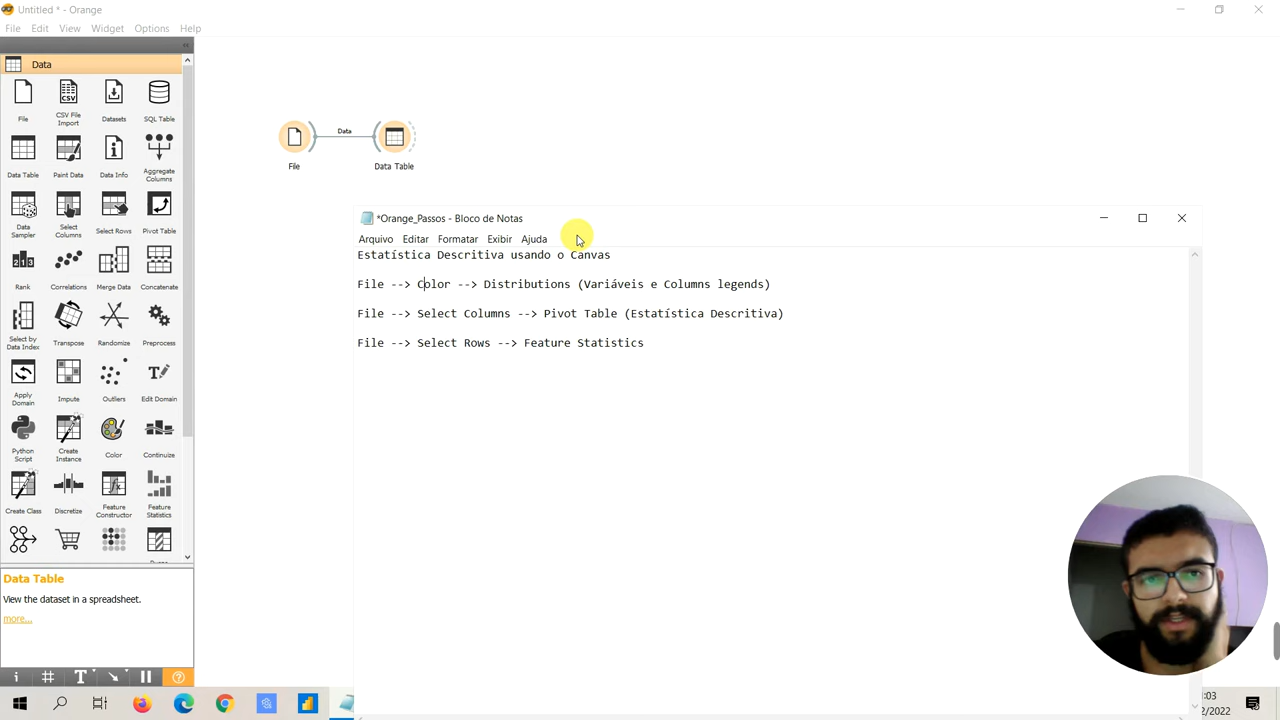 Untitled * - Orange
File Edit View Widget Options Help
Data
File
CSV File Import
Datasets
SQL Table
Data Table
Paint Data
Data Info
Aggregate Columns
Data Sampler
Select Columns
Select Rows
Pivot Table
Rank
Correlations
Merge Data
Concatenate
Select by Data Index
Transpose
Randomize
Preprocess
Apply Domain
Impute
Outliers
Edit Domain
Python Script
Create Instance
Color
Continuize
Create Class
Discretize
Feature Constructor
Feature Statistics
Data Table
View the dataset in a spreadsheet.
more...
Data
File
Data Table
*Orange_Passos - Bloco de Notas
Arquivo Editar Formatar Exibir Ajuda
Estatística Descritiva usando o Canvas
File --> Color --> Distributions (Variáveis e Columns legends)
File --> Select Columns --> Pivot Table (Estatística Descritiva)
File --> Select Rows --> Feature Statistics
:03
/2022